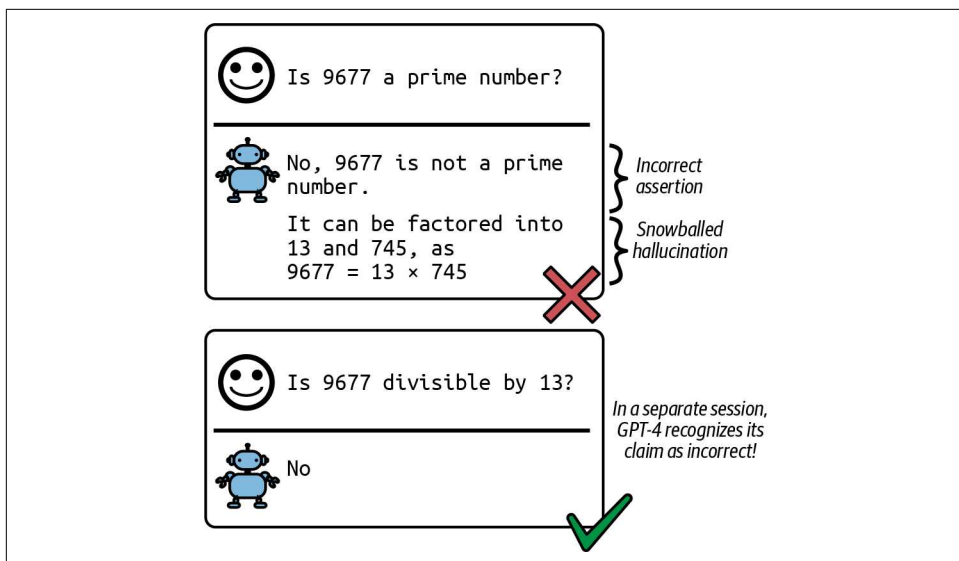 Is 9677 a prime number?
No, 9677 is not a prime
number.
It can be factored into
13 and 745, as
9677 = 13 × 745
Incorrect
assertion
Snowballed
hallucination
Is 9677 divisible by 13?
No
In a separate session,
GPT-4 recognizes its
claim as incorrect!